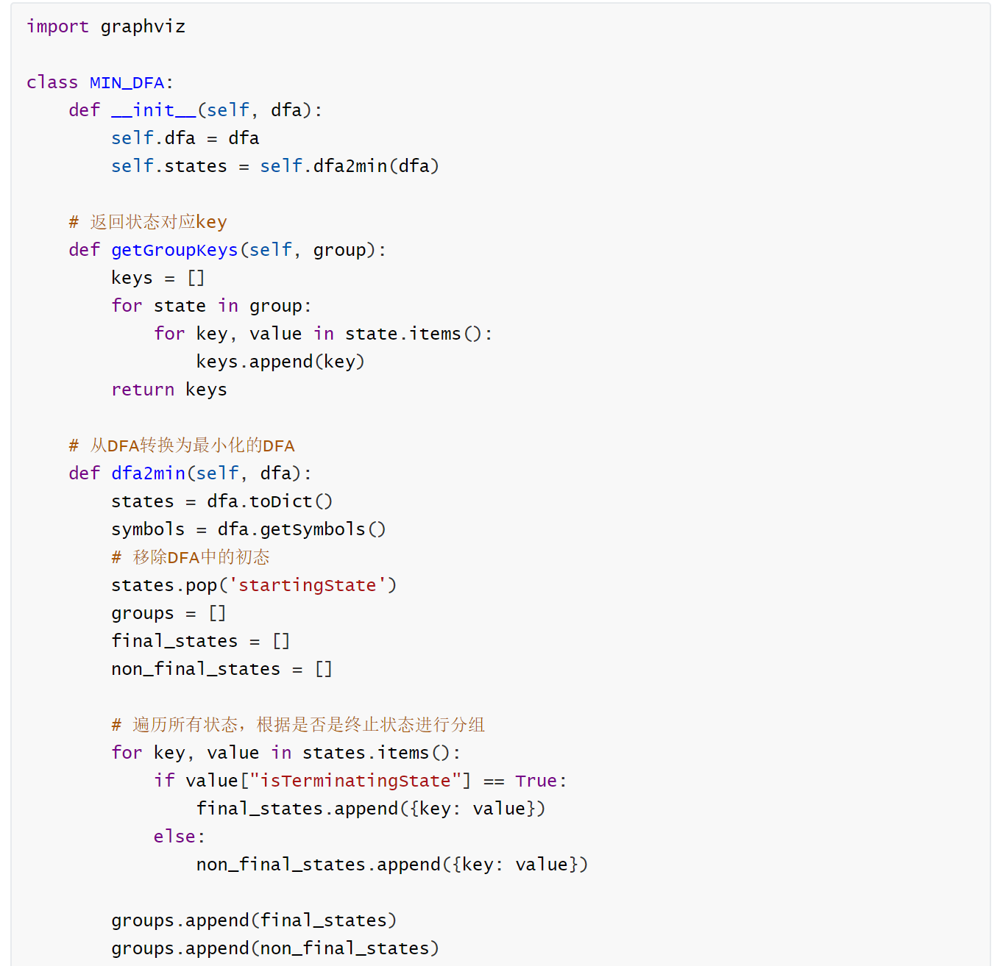 import graphviz
class MIN_DFA:
    def __init__(self, dfa):
        self.dfa = dfa
        self.states = self.dfa2min(dfa)
    # 返回状态对应key
    def getGroupKeys(self, group):
        keys = []
        for state in group:
            for key, value in state.items():
                keys.append(key)
        return keys
    # 从DFA转换为最小化的DFA
    def dfa2min(self, dfa):
        states = dfa.toDict()
        symbols = dfa.getSymbols()
        # 移除DFA中的初态
        states.pop('startingState')
        groups = []
        final_states = []
        non_final_states = []
        # 遍历所有状态，根据是否是终止状态进行分组
        for key, value in states.items():
            if value["isTerminatingState"] == True:
                final_states.append({key: value})
            else:
                non_final_states.append({key: value})
        groups.append(final_states)
        groups.append(non_final_states)